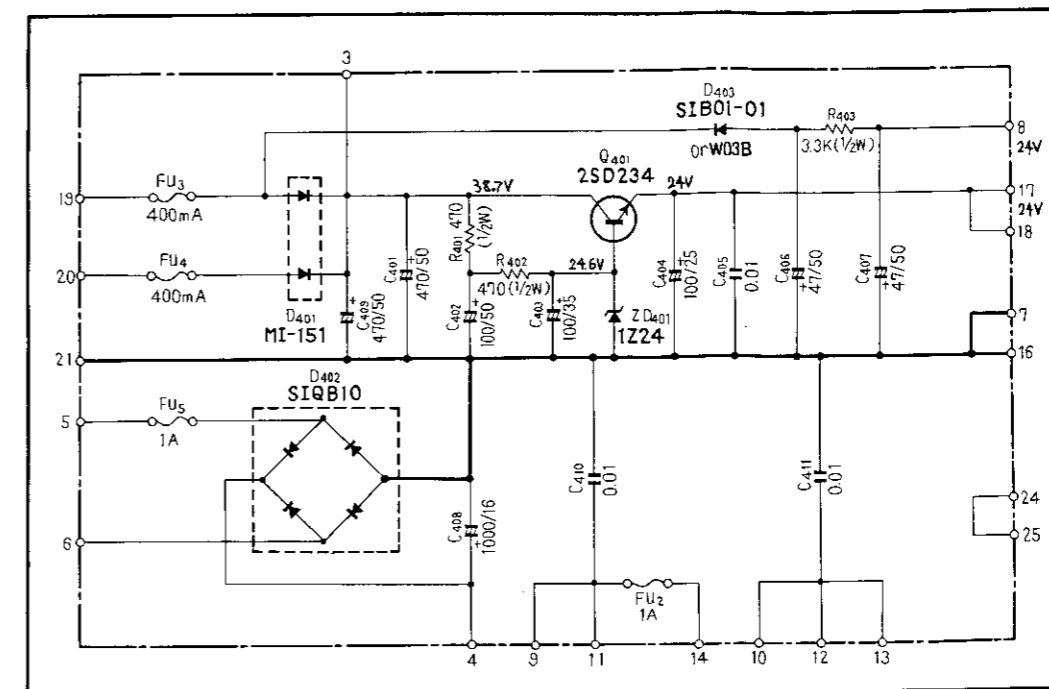 3
D403
SIB01-01
orW03B
R403
3.3K(1/2W)
8
24V
Q401
2SD234
38.7V
24V
17
24V
18
19
FU3
400mA
20
FU4
400mA
D401
MI-151
C409
470/50
C401
470/50
R401 470
(1/2W)
R402
470(1/2W)
24.6V
C402
100/50
C403
100/35
ZD401
1Z24
C404
100/25
C405
0.01
C406
47/50
C407
47/50
7
16
21
D402
SIQB10
5
FU5
1A
6
C408
1000/16
C410
0.01
C411
0.01
24
25
FU2
1A
4
9
11
14
10
12
13